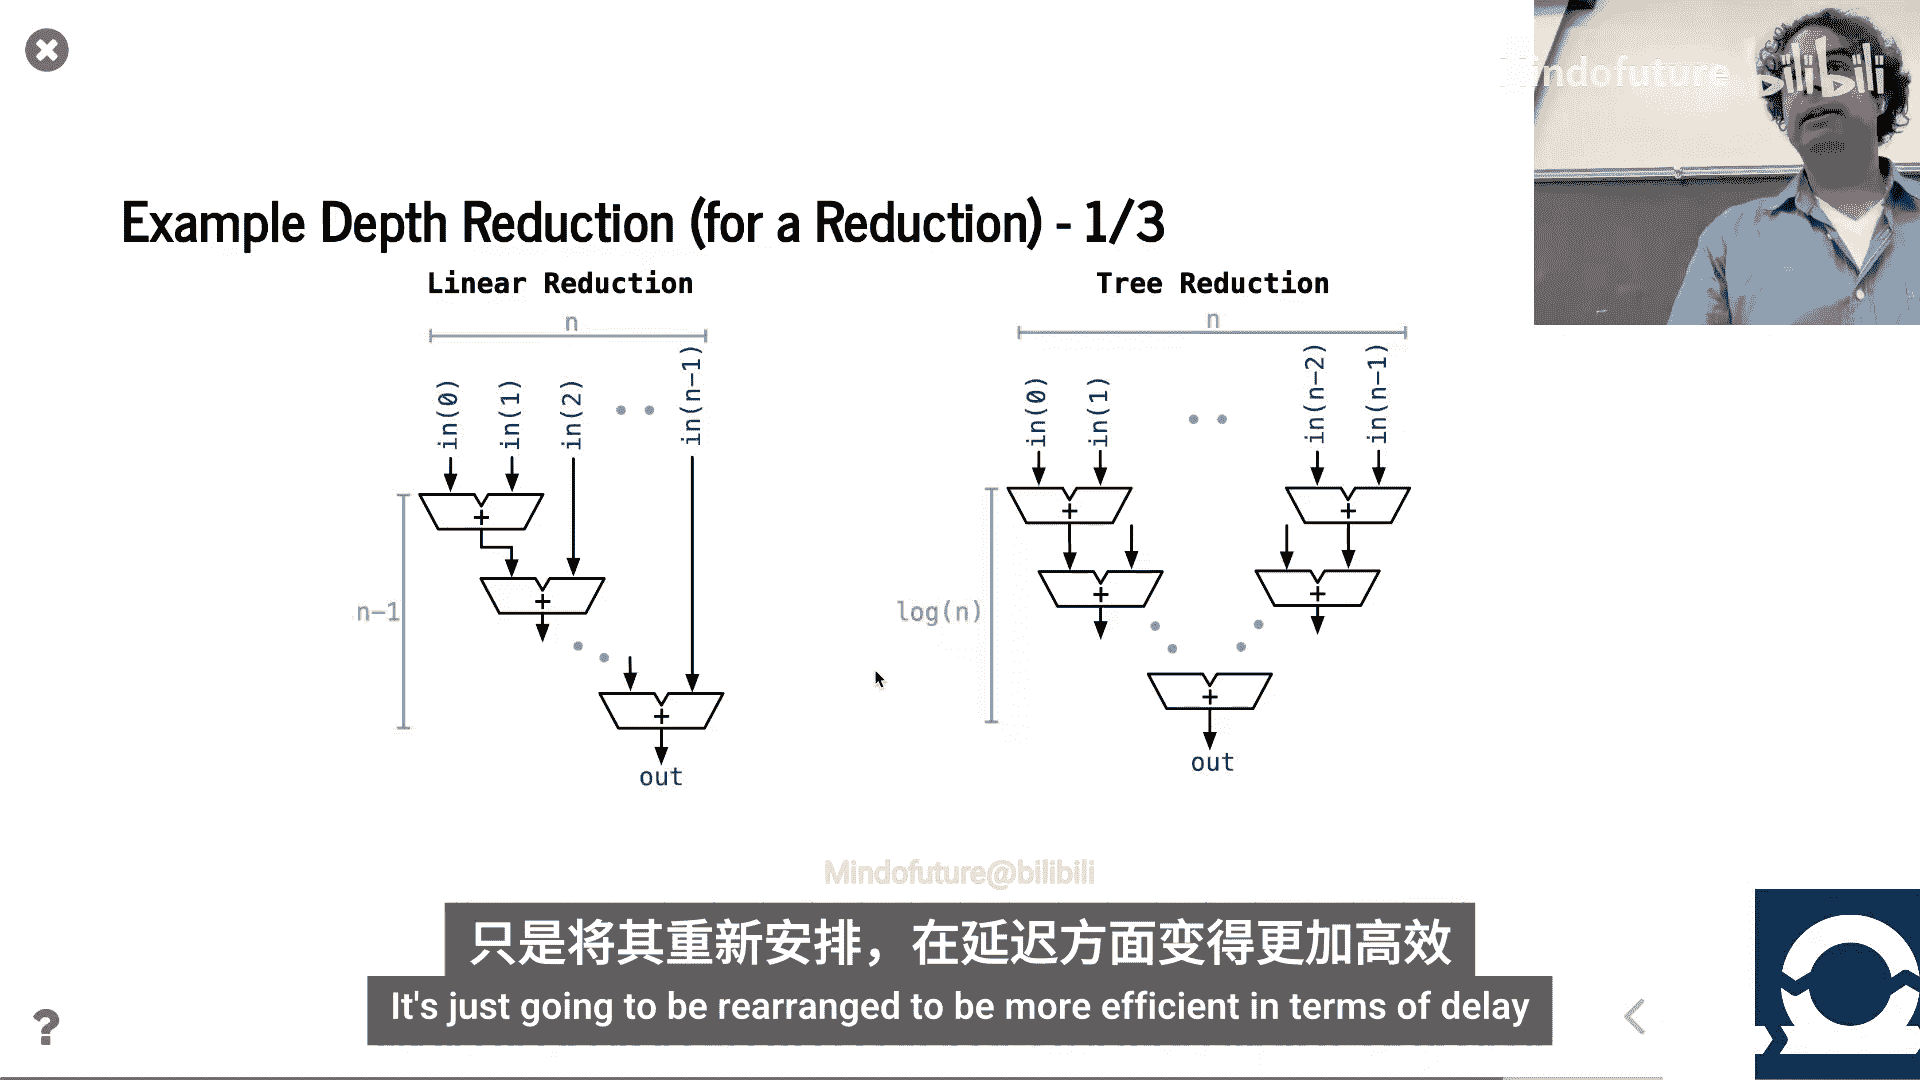 indofuture bilibili
Example Depth Reduction (for a Reduction) - 1/3
Linear Reduction
n
in(0)
in(1)
in(2)
in(n-1)
+
+
+
n-1
out
Tree Reduction
n
in(0)
in(1)
in(n-2)
in(n-1)
+
+
+
+
+
log(n)
out
Mindofuture@bilibili
只是将其重新安排，在延迟方面变得更加高效
It's just going to be rearranged to be more efficient in terms of delay
?